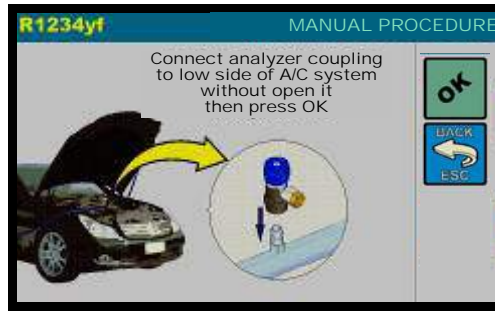 R1234yf
MANUAL PROCEDURE
Connect analyzer coupling
to low side of A/C system
without open it
then press OK
OK
BACK
ESC